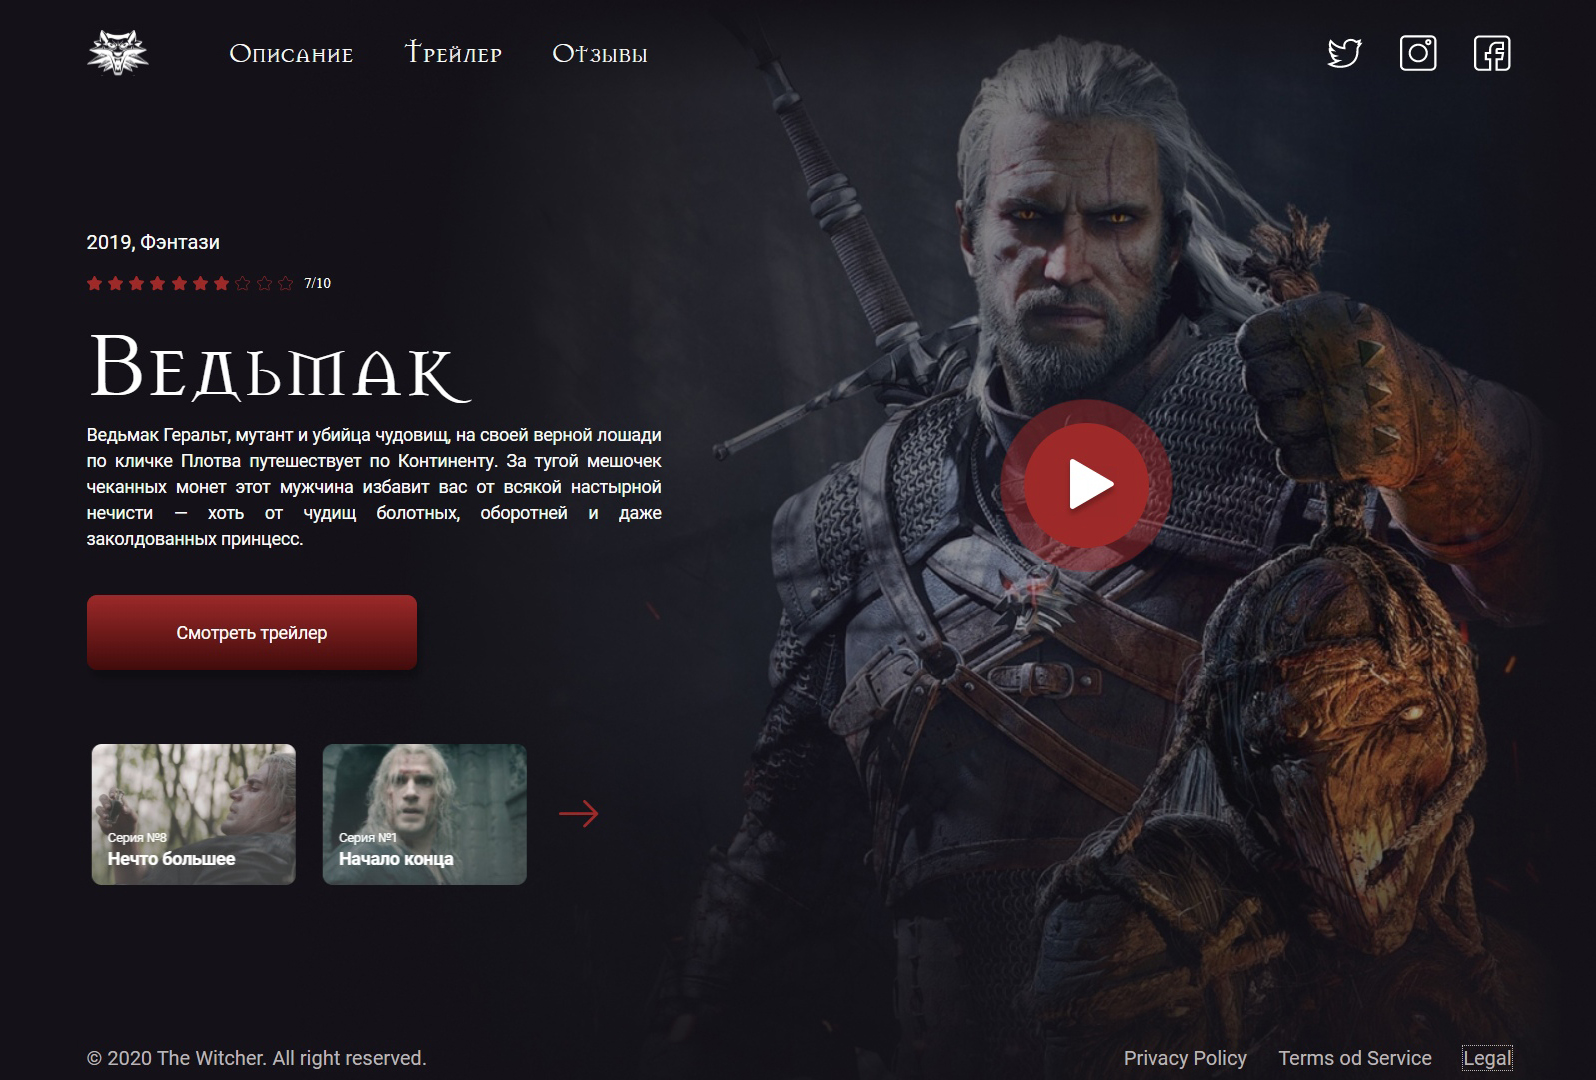 Описание Трейлер Отзывы
2019, Фэнтази
7/10
Ведьмак
Ведьмак Геральт, мутант и убийца чудовищ, на своей верной лошади
по кличке Плотва путешествует по Континенту. За тугой мешочек
чеканных монет этот мужчина избавит вас от всякой настырной
нечисти — хоть от чудищ болотных, оборотней и даже
заколдованных принцесс.
Смотреть трейлер
Серия №8
Нечто большее
Серия №1
Начало конца
© 2020 The Witcher. All right reserved.
Privacy Policy Terms od Service Legal